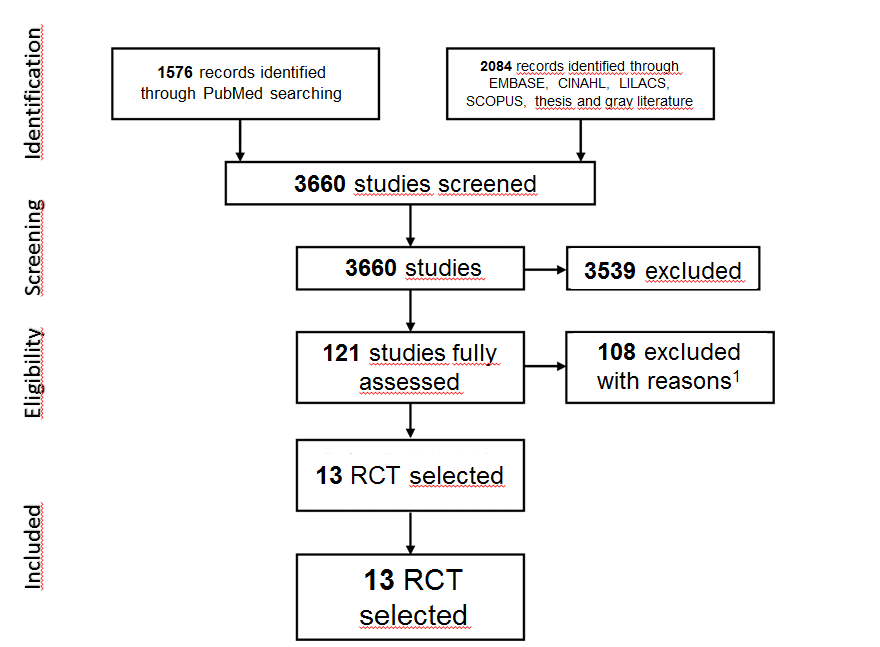 Identification
1576 records identified
through PubMed searching
2084 records identified through
EMBASE, CINAHL, LILACS,
SCOPUS, thesis and gray literature
3660 studies screened
Screening
3660 studies
3539 excluded
Eligibility
121 studies fully
assessed
108 excluded
with reasons1
13 RCT selected
Included
13 RCT
selected